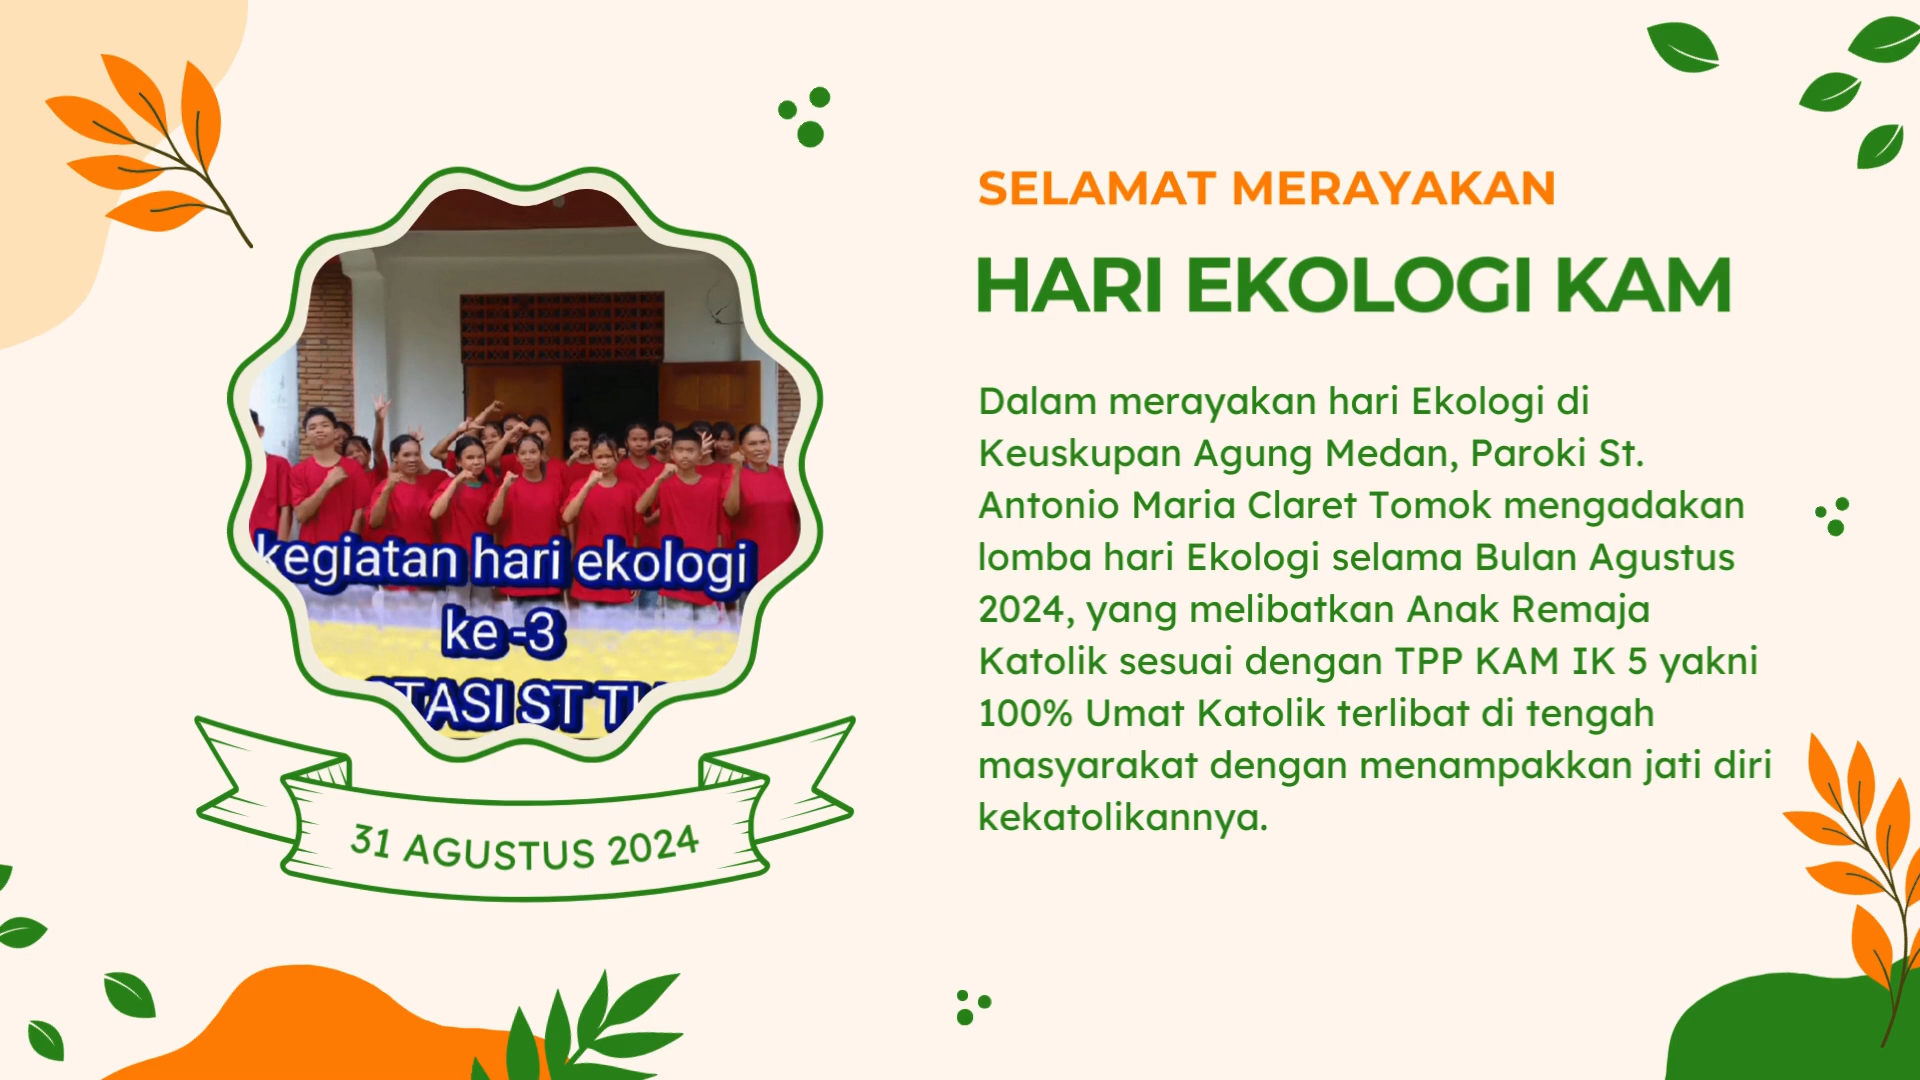 SELAMAT MERAYAKAN
HARI EKOLOGI KAM
Dalam merayakan hari Ekologi di
Keuskupan Agung Medan, Paroki St.
Antonio Maria Claret Tomok mengadakan
lomba hari Ekologi selama Bulan Agustus
2024, yang melibatkan Anak Remaja
Katolik sesuai dengan TPP KAM IK 5 yakni
100% Umat Katolik terlibat di tengah
masyarakat dengan menampakkan jati diri
kekatolikannya.
kegiatan hari ekologi
ke -3
TASI ST
31 AGUSTUS 2024